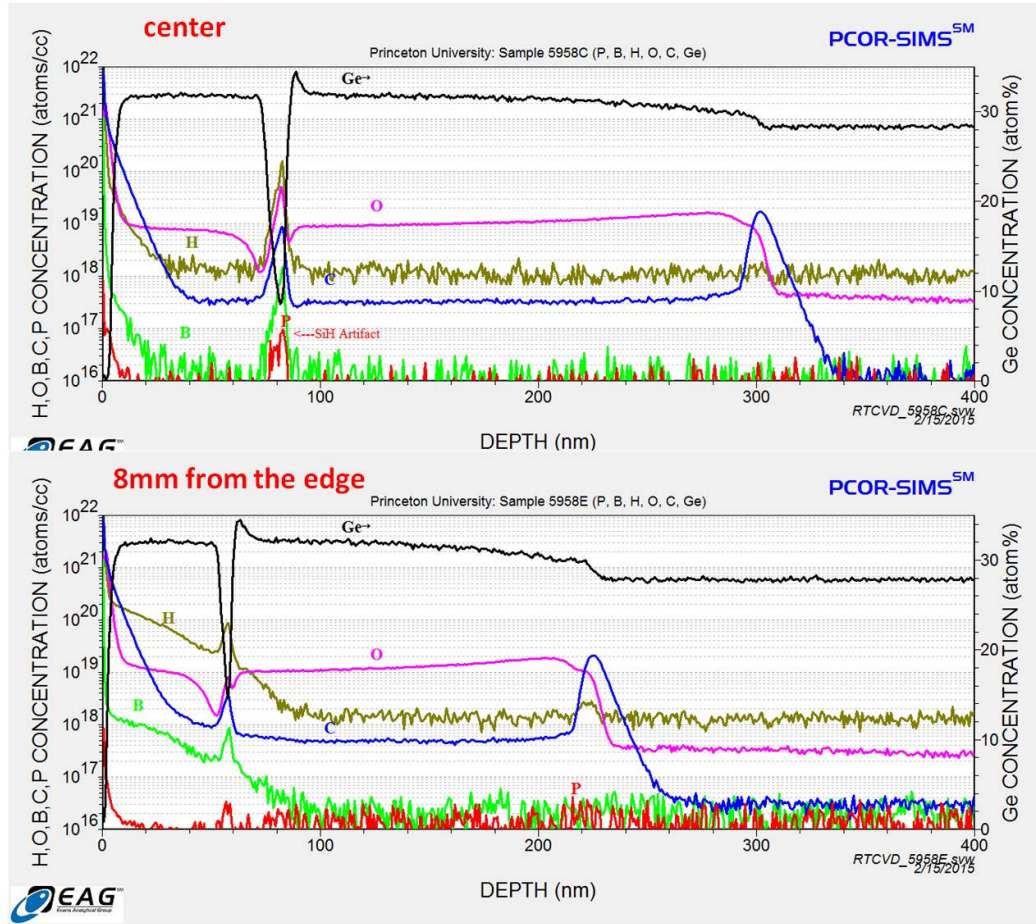 center
Princeton University: Sample 5958C (P, B, H, O, C, Ge)
PCOR-SIMS SM
H,O,B,C,P CONCENTRATION (atoms/cc)
10^22
10^21
10^20
10^19
10^18
10^17
10^16
Ge→
O
H
C
B
P
<---SiH Artifact
30
20
10
0
Ge CONCENTRATION (atom%)
0
100
200
300
400
DEPTH (nm)
RTCVD_5958C.svw
2/15/2015
EAG SM
8mm from the edge
Princeton University: Sample 5958E (P, B, H, O, C, Ge)
PCOR-SIMS SM
H,O,B,C,P CONCENTRATION (atoms/cc)
10^22
10^21
10^20
10^19
10^18
10^17
10^16
Ge→
H
O
B
C
P
30
20
10
0
Ge CONCENTRATION (atom%)
0
100
200
300
400
DEPTH (nm)
RTCVD_5958E.svw
2/15/2015
EAG SM
Evans Analytical Group